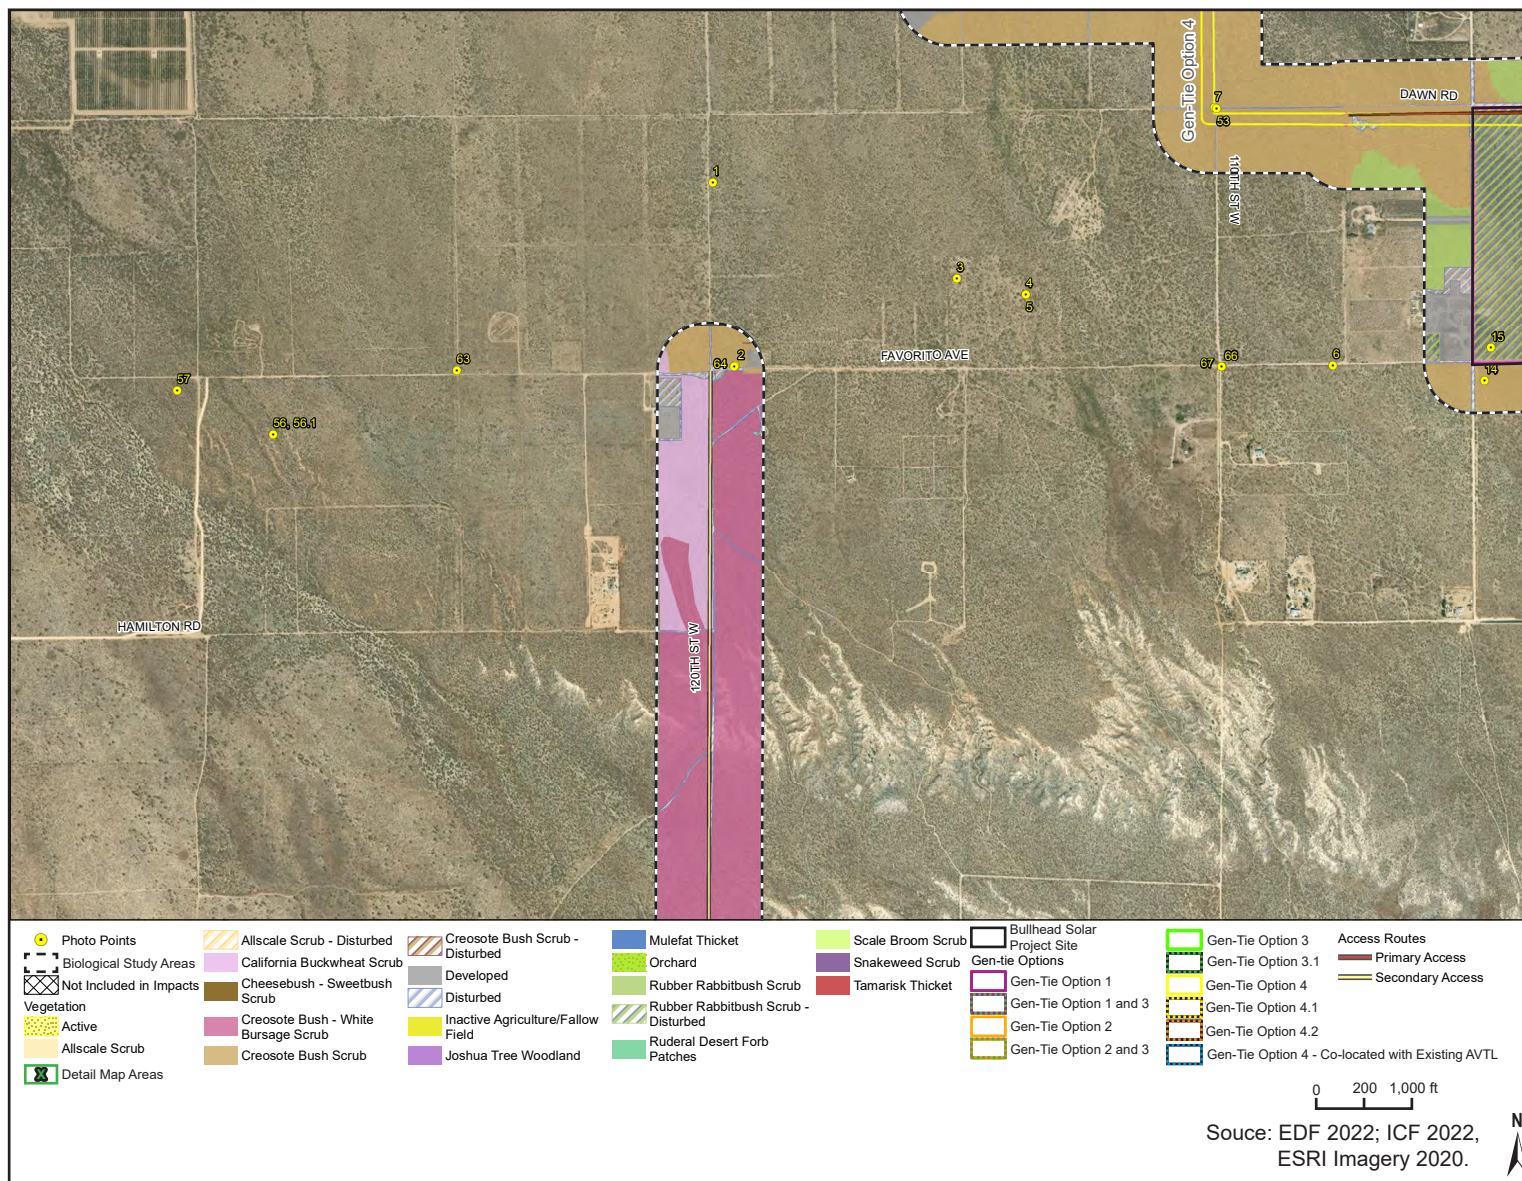 Gen-Tie Option 4
7
53
DAWN RD
110TH ST W
1
3
4
5
FAVORITO AVE
63
64
2
67
66
6
15
14
57
56, 56.1
HAMILTON RD
120TH ST W
Photo Points
Biological Study Areas
Not Included in Impacts
Vegetation
Active
Allscale Scrub
Detail Map Areas
Allscale Scrub - Disturbed
California Buckwheat Scrub
Cheesebush - Sweetbush
Scrub
Creosote Bush - White
Bursage Scrub
Creosote Bush Scrub
Creosote Bush Scrub -
Disturbed
Developed
Disturbed
Inactive Agriculture/Fallow
Field
Joshua Tree Woodland
Mulefat Thicket
Orchard
Rubber Rabbitbush Scrub
Rubber Rabbitbush Scrub -
Disturbed
Ruderal Desert Forb
Patches
Scale Broom Scrub
Snakeweed Scrub
Tamarisk Thicket
Bullhead Solar
Project Site
Gen-tie Options
Gen-Tie Option 1
Gen-Tie Option 1 and 3
Gen-Tie Option 2
Gen-Tie Option 2 and 3
Gen-Tie Option 3
Gen-Tie Option 3.1
Gen-Tie Option 4
Gen-Tie Option 4.1
Gen-Tie Option 4.2
Gen-Tie Option 4 - Co-located with Existing AVTL
Access Routes
Primary Access
Secondary Access
0 200 1,000 ft
Souce: EDF 2022; ICF 2022,
ESRI Imagery 2020.
N